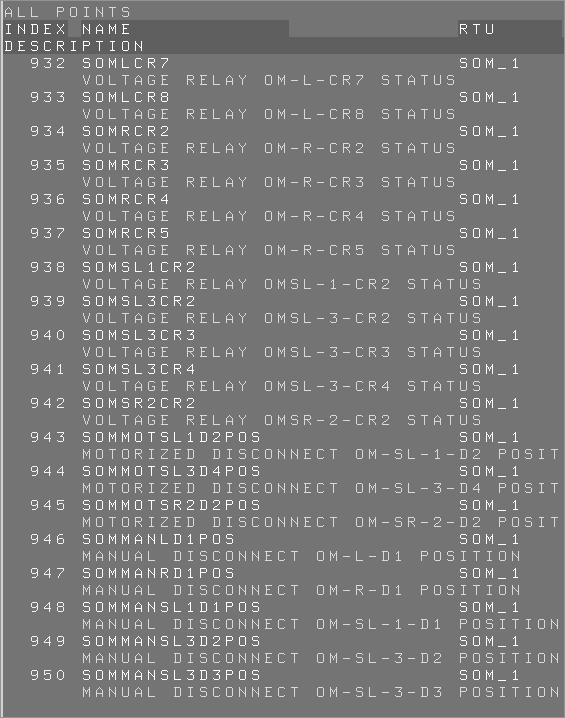 ALL POINTS
INDEX NAME RTU
DESCRIPTION
932 SOMLCR7 SOM_1
VOLTAGE RELAY OM-L-CR7 STATUS
933 SOMLCR8 SOM_1
VOLTAGE RELAY OM-L-CR8 STATUS
934 SOMRCR2 SOM_1
VOLTAGE RELAY OM-R-CR2 STATUS
935 SOMRCR3 SOM_1
VOLTAGE RELAY OM-R-CR3 STATUS
936 SOMRCR4 SOM_1
VOLTAGE RELAY OM-R-CR4 STATUS
937 SOMRCR5 SOM_1
VOLTAGE RELAY OM-R-CR5 STATUS
938 SOMSL1CR2 SOM_1
VOLTAGE RELAY OMSL-1-CR2 STATUS
939 SOMSL3CR2 SOM_1
VOLTAGE RELAY OMSL-3-CR2 STATUS
940 SOMSL3CR3 SOM_1
VOLTAGE RELAY OMSL-3-CR3 STATUS
941 SOMSL3CR4 SOM_1
VOLTAGE RELAY OMSL-3-CR4 STATUS
942 SOMSR2CR2 SOM_1
VOLTAGE RELAY OMSR-2-CR2 STATUS
943 SOMMOTSL1D2POS SOM_1
MOTORIZED DISCONNECT OM-SL-1-D2 POSIT
944 SOMMOTSL3D4POS SOM_1
MOTORIZED DISCONNECT OM-SL-3-D4 POSIT
945 SOMMOTSR2D2POS SOM_1
MOTORIZED DISCONNECT OM-SR-2-D2 POSIT
946 SOMMANLD1POS SOM_1
MANUAL DISCONNECT OM-L-D1 POSITION
947 SOMMANRD1POS SOM_1
MANUAL DISCONNECT OM-R-D1 POSITION
948 SOMMANSL1D1POS SOM_1
MANUAL DISCONNECT OM-SL-1-D1 POSITION
949 SOMMANSL3D2POS SOM_1
MANUAL DISCONNECT OM-SL-3-D2 POSITION
950 SOMMANSL3D3POS SOM_1
MANUAL DISCONNECT OM-SL-3-D3 POSITION